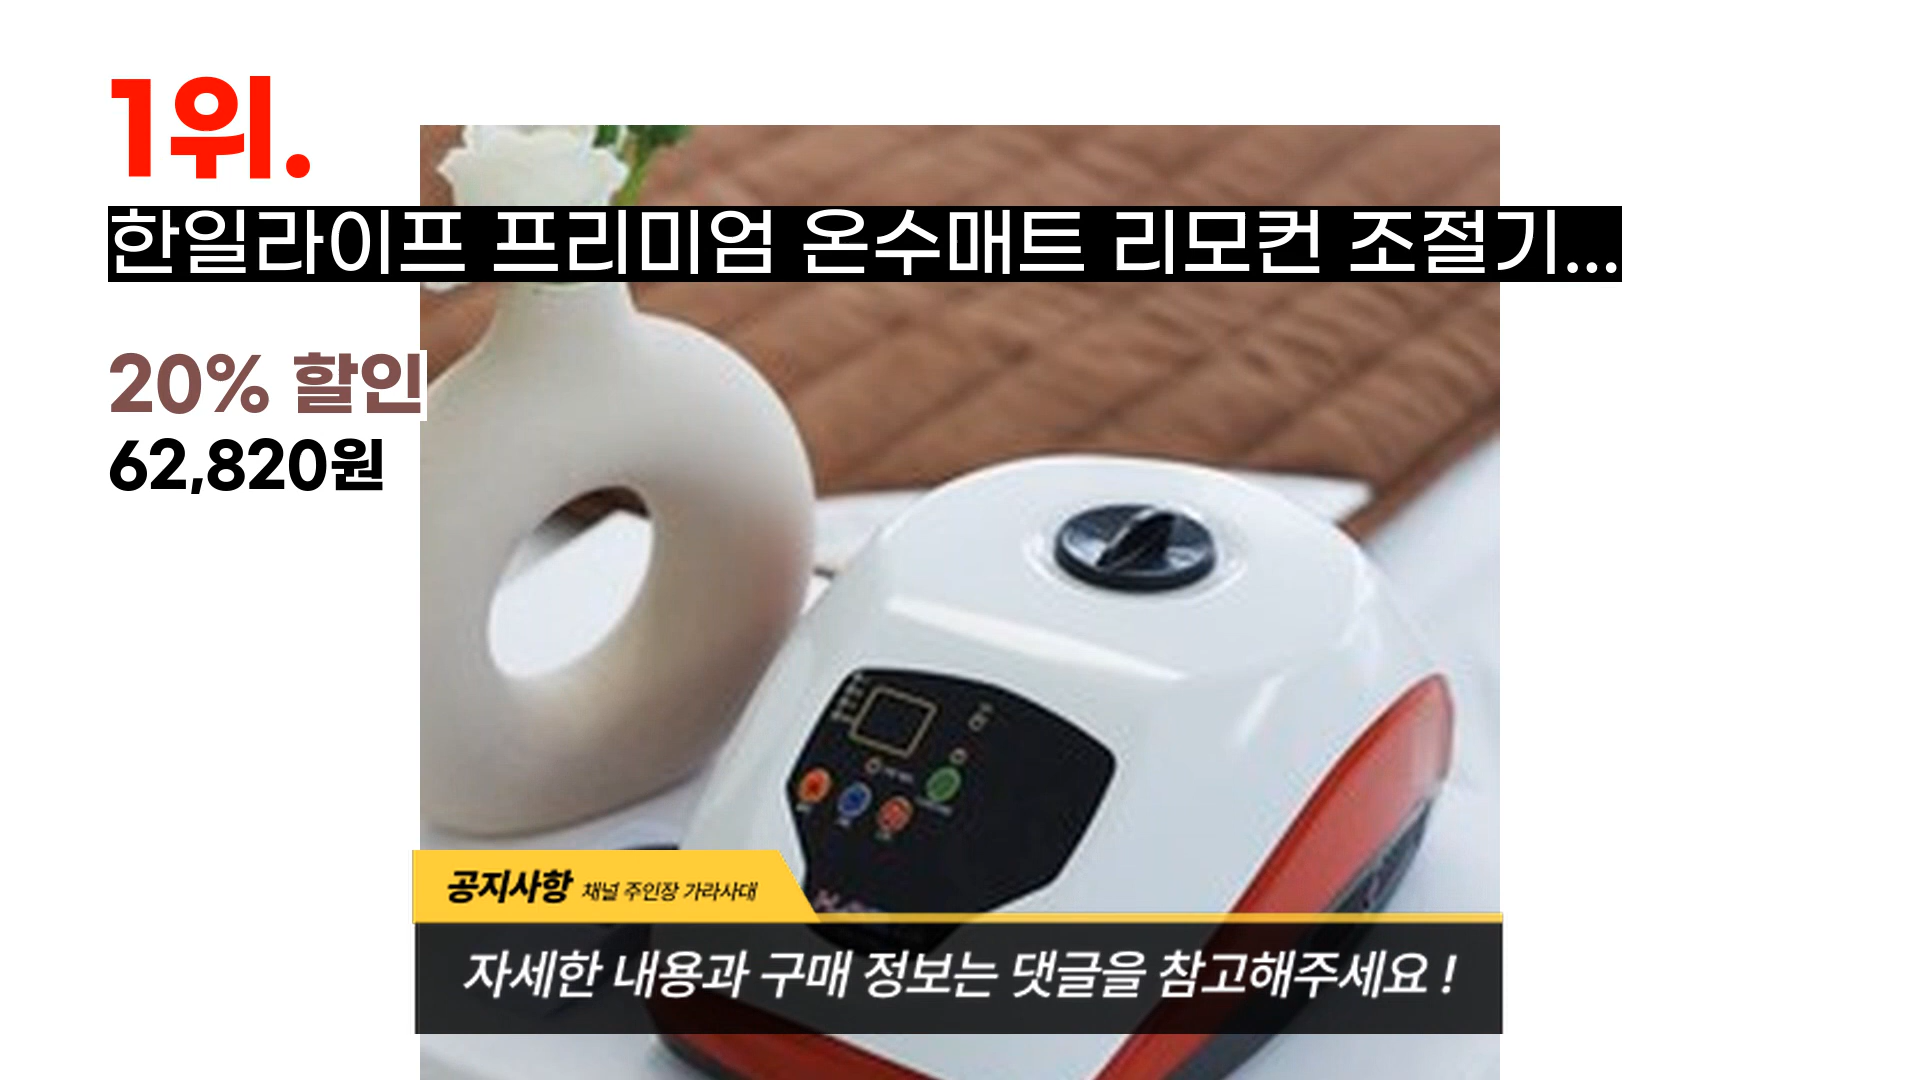 1위.
한일라이프 프리미엄 온수매트 리모컨 조절기...
20% 할인
62,820원
공지사항 채널 주인장 가라사대
자세한 내용과 구매 정보는 댓글을 참고해주세요 !